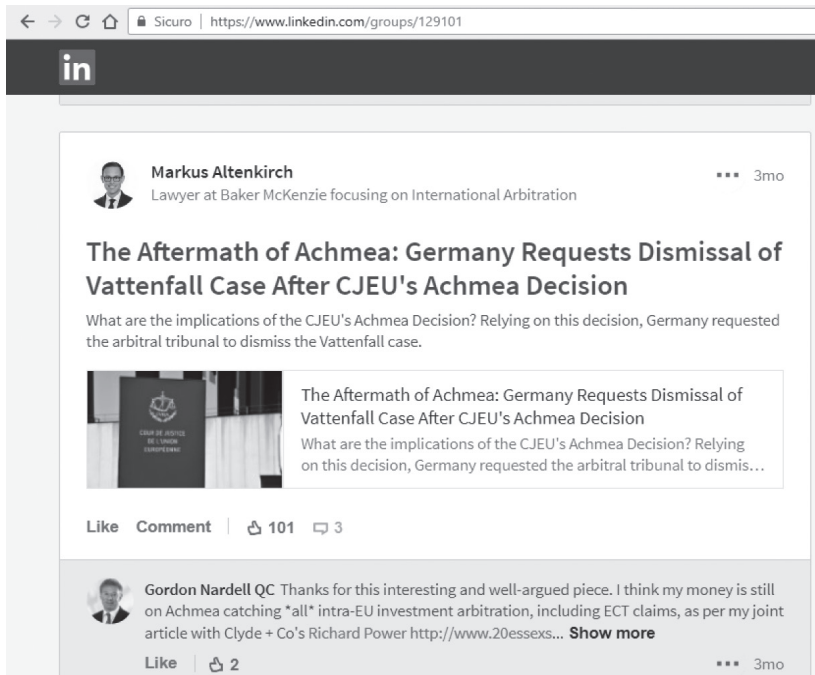 Sicuro | https://www.linkedin.com/groups/129101
in
Markus Altenkirch
Lawyer at Baker McKenzie focusing on International Arbitration
••• 3mo
The Aftermath of Achmea: Germany Requests Dismissal of
Vattenfall Case After CJEU's Achmea Decision
What are the implications of the CJEU's Achmea Decision? Relying on this decision, Germany requested
the arbitral tribunal to dismiss the Vattenfall case.
COUR DE JUSTICE
DE L'UNION
EUROPÉENNE
The Aftermath of Achmea: Germany Requests Dismissal of
Vattenfall Case After CJEU's Achmea Decision
What are the implications of the CJEU's Achmea Decision? Relying
on this decision, Germany requested the arbitral tribunal to dismis...
Like Comment 101 3
Gordon Nardell QC Thanks for this interesting and well-argued piece. I think my money is still
on Achmea catching *all* intra-EU investment arbitration, including ECT claims, as per my joint
article with Clyde + Co's Richard Power http://www.20essexs... Show more
Like 2 ••• 3mo